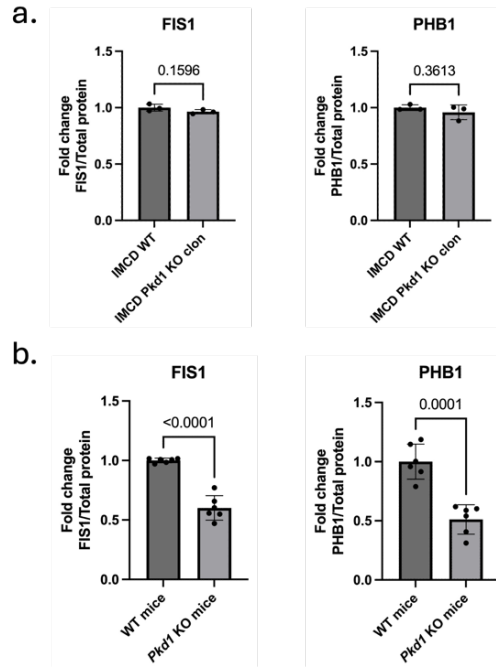 a.
FIS1
Fold change
FIS1/Total protein
1.5
1.0
0.5
0.0
0.1596
IMCD WT
IMCD Pkd1 KO clon
PHB1
Fold change
PHB1/Total protein
1.5
1.0
0.5
0.0
0.3613
IMCD WT
IMCD Pkd1 KO clon
b.
FIS1
Fold change
FIS1/Total protein
1.5
1.0
0.5
0.0
<0.0001
WT mice
Pkd1 KO mice
PHB1
Fold change
PHB1/Total protein
1.5
1.0
0.5
0.0
0.0001
WT mice
Pkd1 KO mice